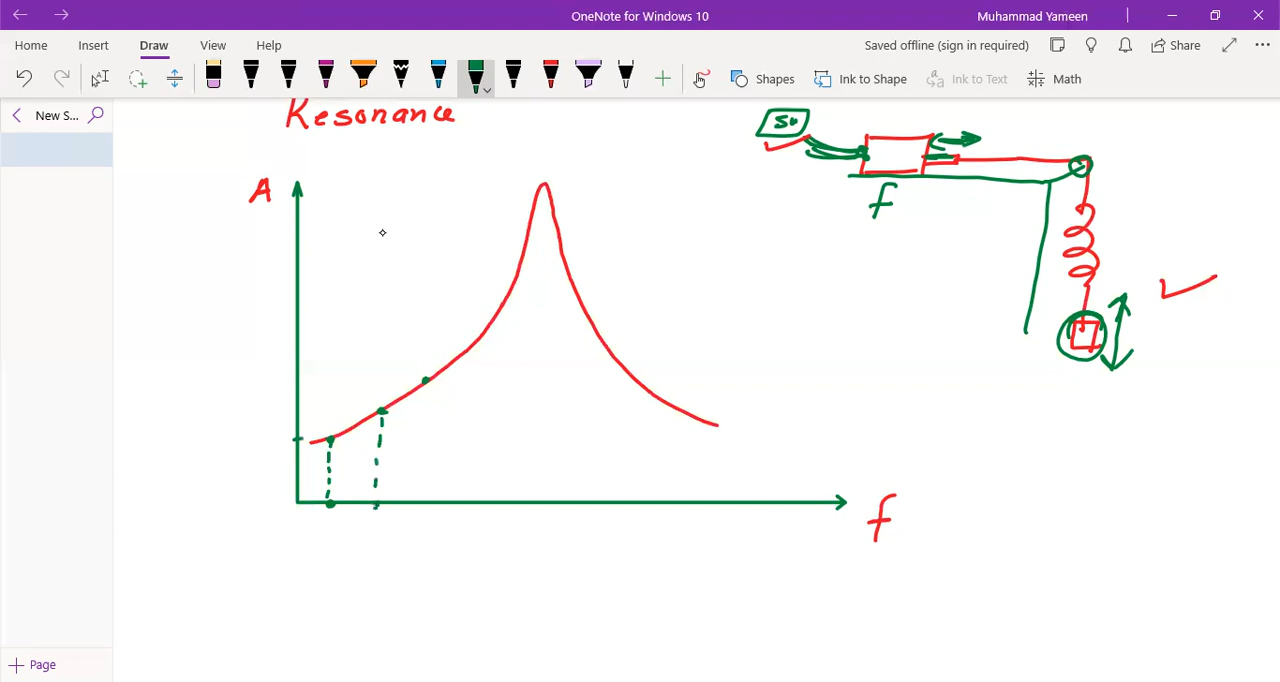 OneNote for Windows 10
Muhammad Yameen
Home Insert Draw View Help
Saved offline (sign in required)
Share
Shapes
Ink to Shape
Ink to Text
Math
New S...
Resonance
A
f
f
Page